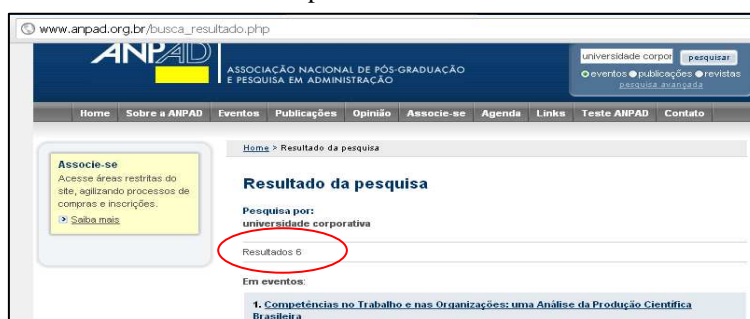 www.anpad.org.br/busca_resultado.php
ANPAD
ASSOCIAÇÃO NACIONAL DE PÓS-GRADUAÇÃO
E PESQUISA EM ADMINISTRAÇÃO
universidade corpor pesquisar
eventos publicações revistas
pesquisa avançada
Home Sobre a ANPAD Eventos Publicações Opinião Associe-se Agenda Links Teste ANPAD Contato
Associe-se
Acesse áreas restritas do
site, agilizando processos de
compras e inscrições.
Saiba mais
Home > Resultado da pesquisa
Resultado da pesquisa
Pesquisa por:
universidade corporativa
Resultados 6
Em eventos:
1. Competências no Trabalho e nas Organizações: uma Análise da Produção Científica
Brasileira